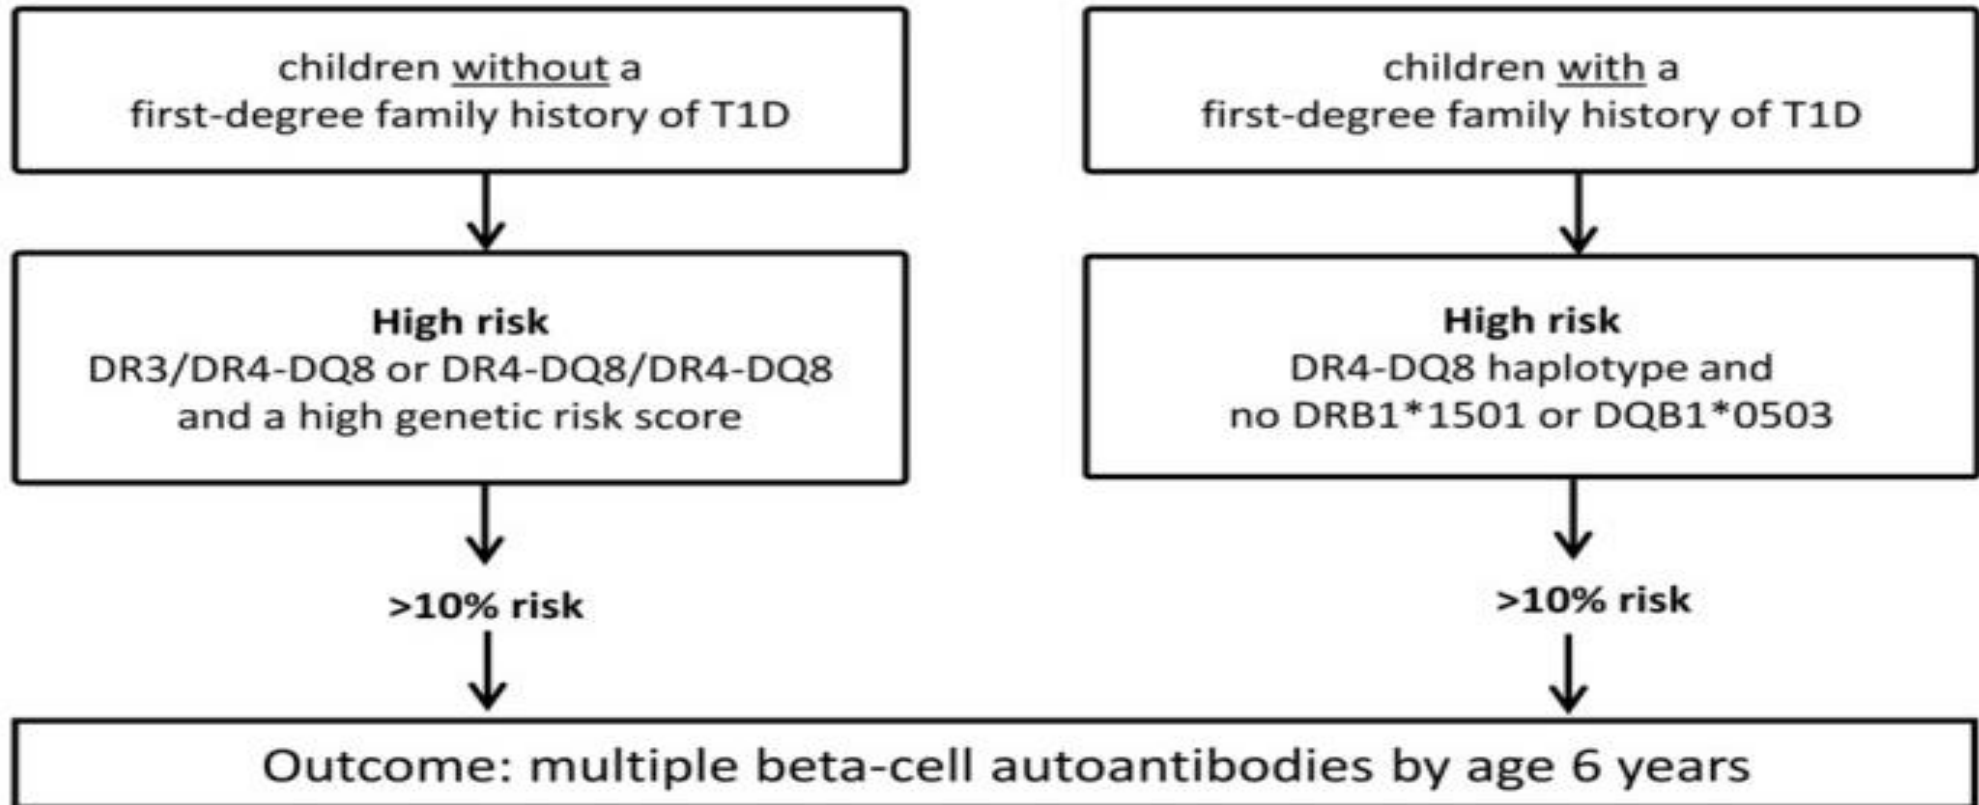 children without a
first-degree family history of T1D
High risk
DR3/DR4-DQ8 or DR4-DQ8/DR4-DQ8
and a high genetic risk score
>10% risk
children with a
first-degree family history of T1D
High risk
DR4-DQ8 haplotype and
no DRB1*1501 or DQB1*0503
>10% risk
Outcome: multiple beta-cell autoantibodies by age 6 years